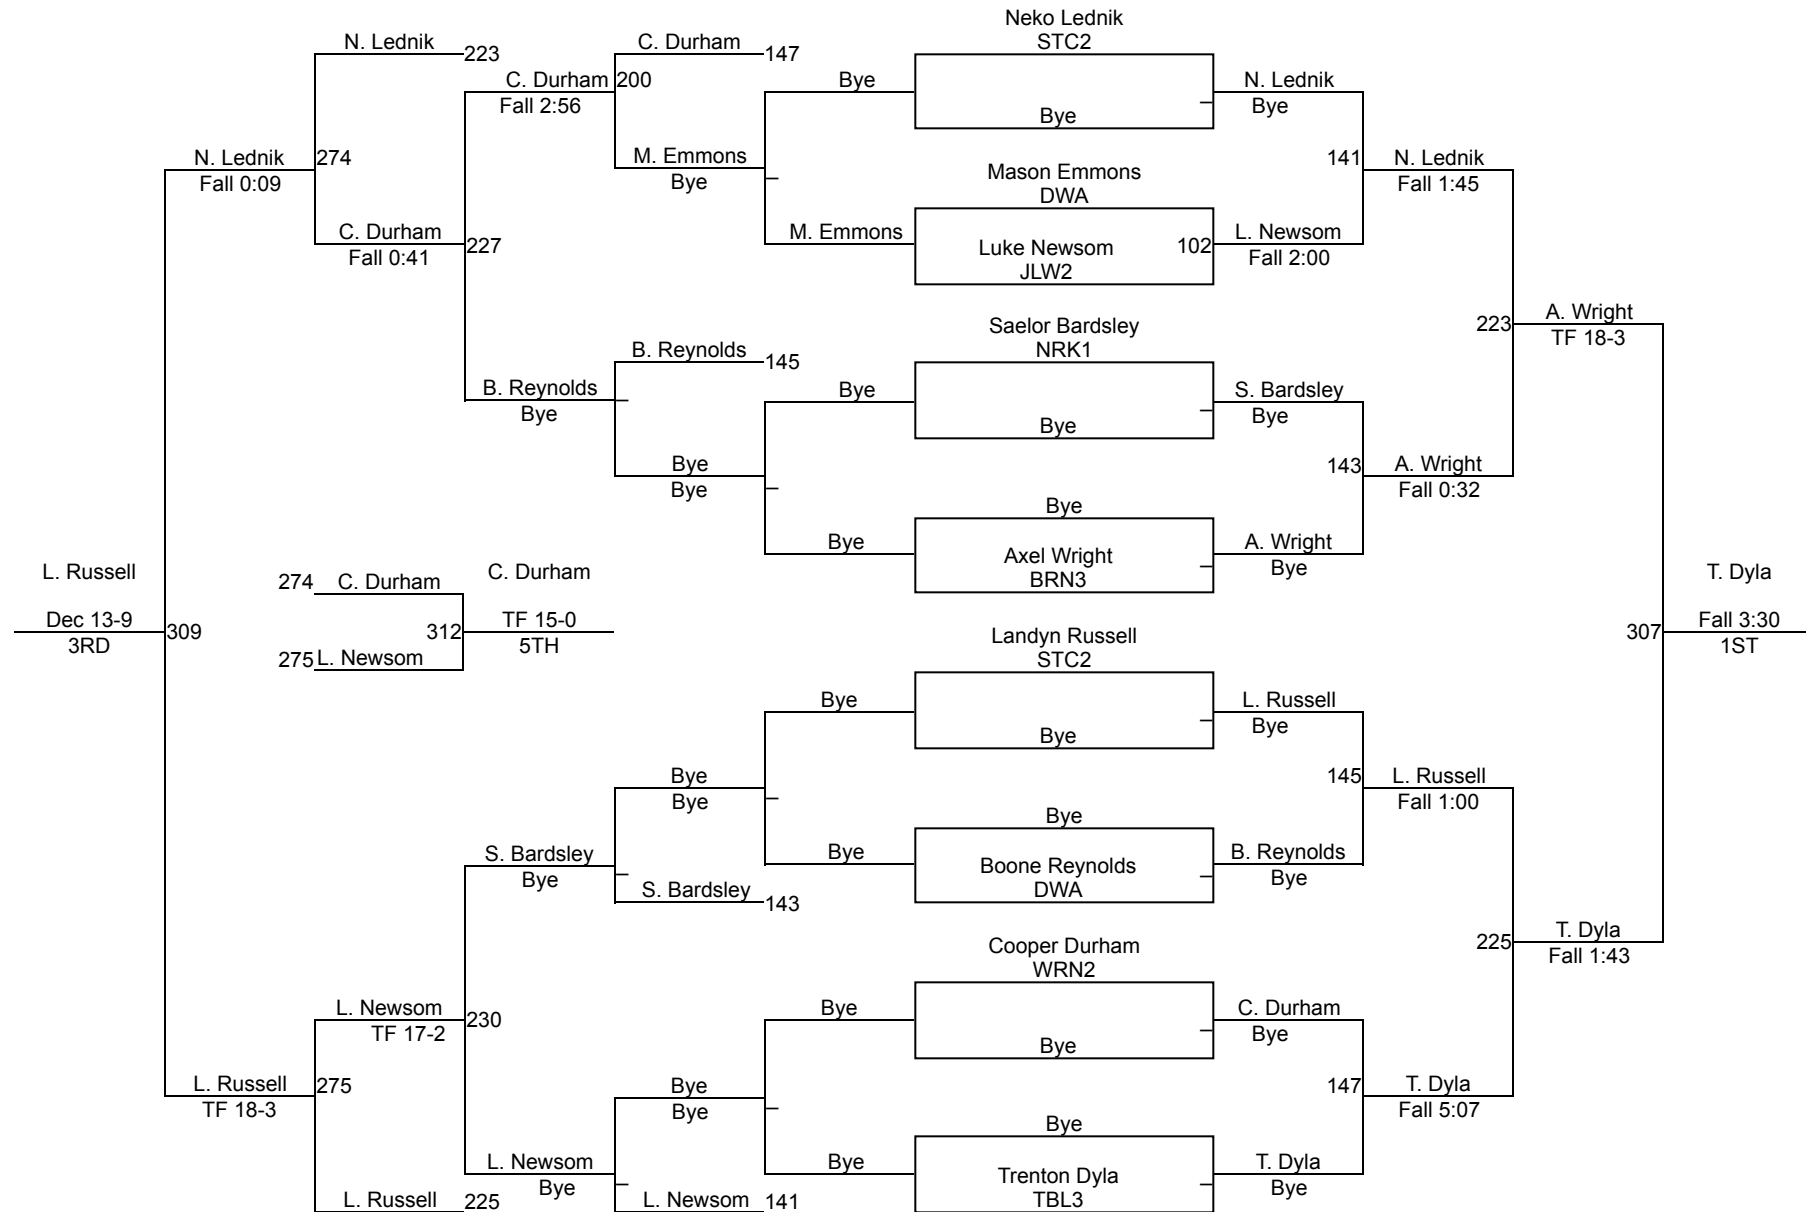 Neko Lednik
STC2
N. Lednik
223
C. Durham
147
C. Durham
200
Fall 2:56
Bye
Bye
N. Lednik
Bye
M. Emmons
Bye
N. Lednik
274
Fall 0:09
Mason Emmons
DWA
141
N. Lednik
Fall 1:45
C. Durham
227
Fall 0:41
M. Emmons
Luke Newsom
102
JLW2
L. Newsom
Fall 2:00
Saelor Bardsley
NRK1
223
A. Wright
TF 18-3
B. Reynolds
145
B. Reynolds
Bye
Bye
Bye
S. Bardsley
Bye
Bye
Bye
143
A. Wright
Fall 0:32
Bye
Bye
Axel Wright
BRN3
A. Wright
Bye
L. Russell
274
C. Durham
C. Durham
T. Dyla
Dec 13-9
309
3RD
312
TF 15-0
5TH
307
Fall 3:30
1ST
275
L. Newsom
Landyn Russell
STC2
Bye
Bye
L. Russell
Bye
Bye
Bye
145
L. Russell
Fall 1:00
Bye
S. Bardsley
Bye
Bye
Boone Reynolds
DWA
B. Reynolds
Bye
S. Bardsley
143
Cooper Durham
WRN2
225
T. Dyla
Fall 1:43
L. Newsom
230
TF 17-2
Bye
Bye
C. Durham
Bye
L. Russell
275
TF 18-3
Bye
Bye
147
T. Dyla
Fall 5:07
Bye
L. Newsom
Bye
Bye
Trenton Dyla
TBL3
T. Dyla
Bye
L. Russell
225
L. Newsom
141